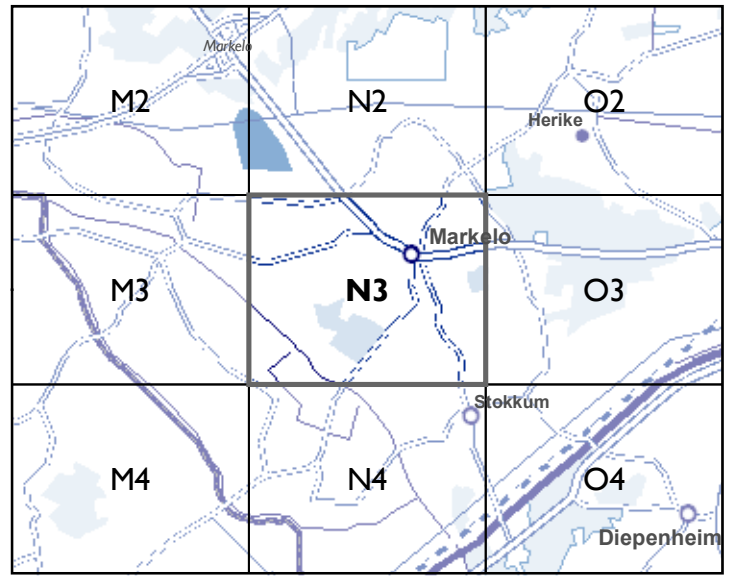 Markelo
M2
N2
O2
Herike
Markelo
M3
N3
O3
Stokkum
M4
N4
O4
Diepenheim